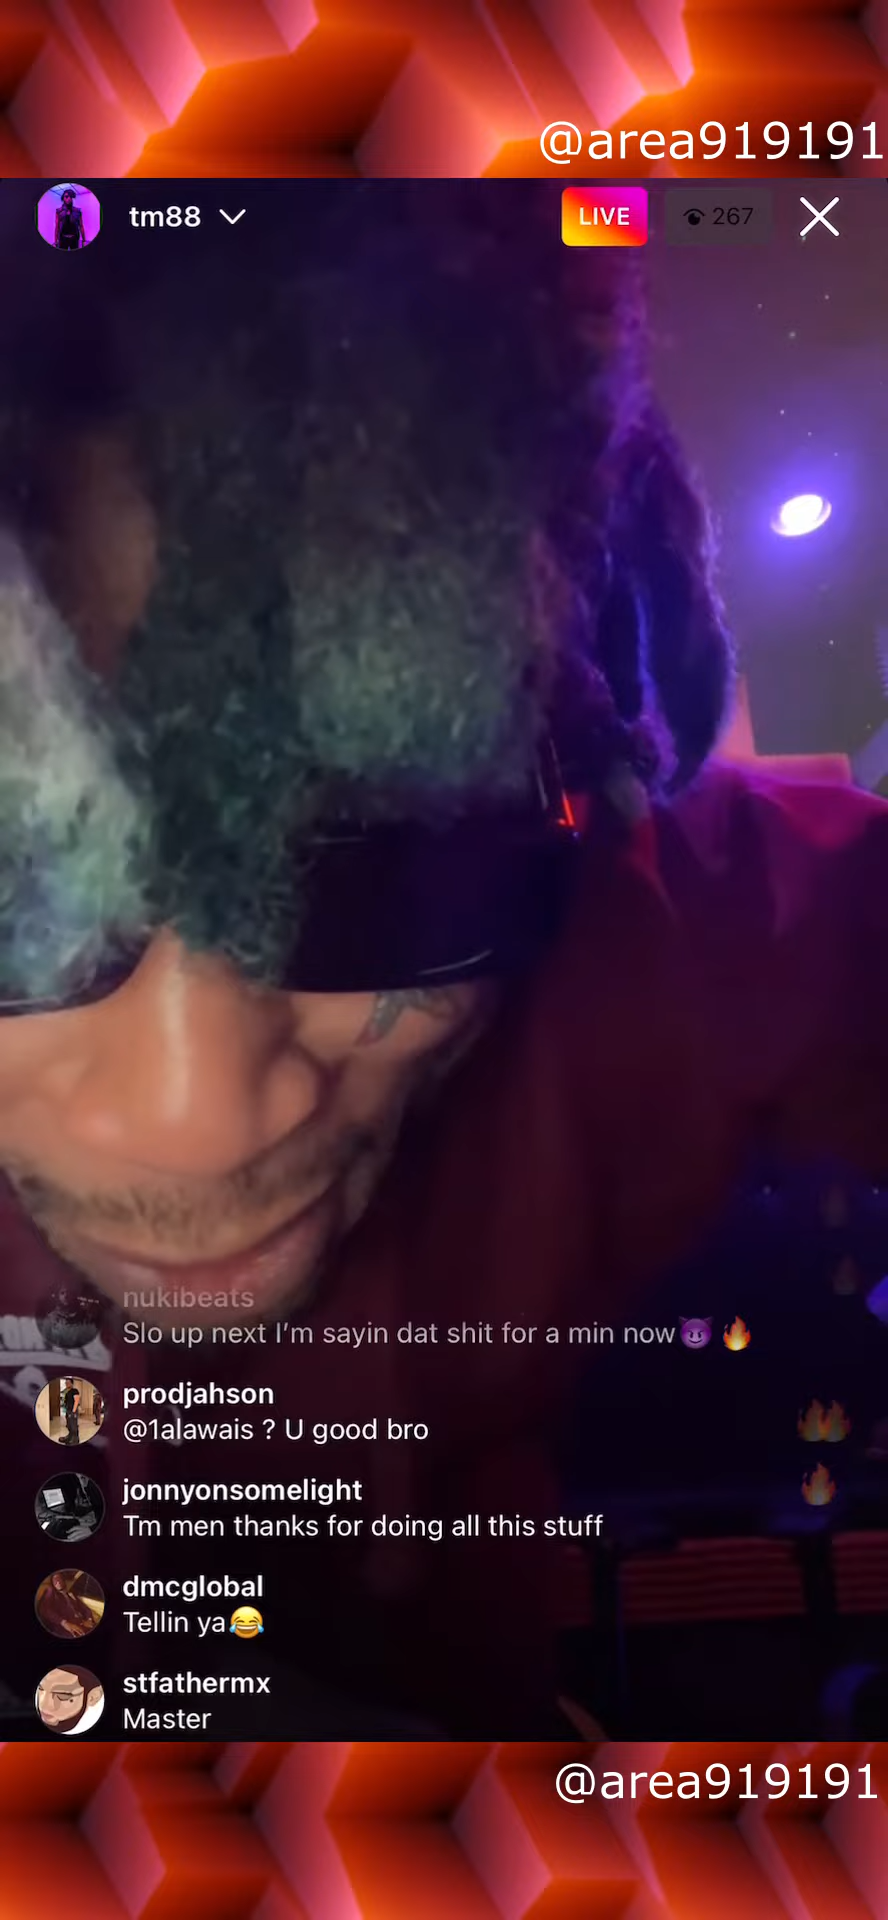 @area919191
tm88
LIVE
267
nukibeats
Slo up next I'm sayin dat shit for a min now😈🔥
prodjahson
@1alawais ? U good bro
jonnyonsomelight
Tm men thanks for doing all this stuff
dmcglobal
Tellin ya😂
stfathermx
Master
@area919191